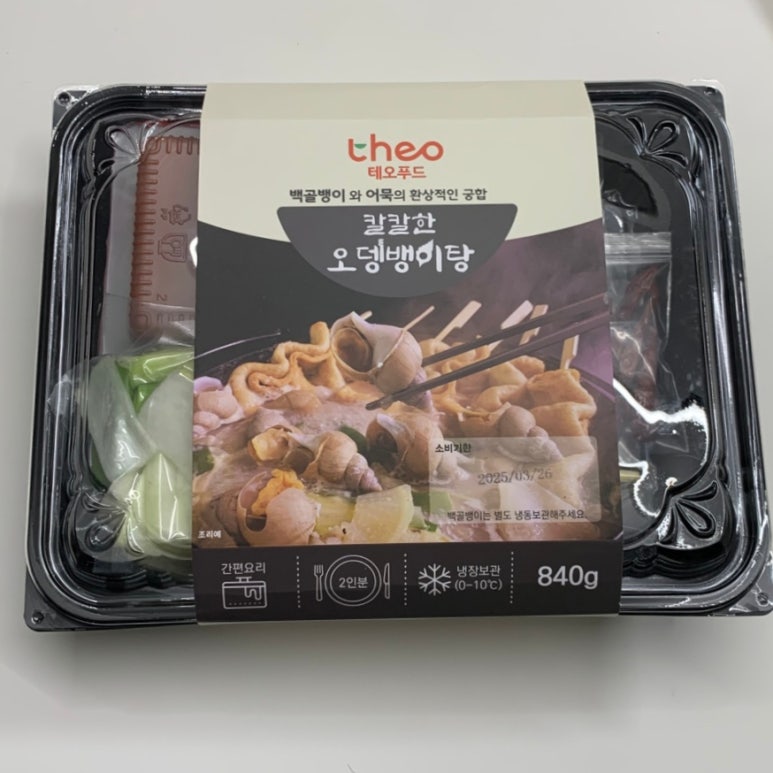 theo
테오푸드
백골뱅이 와 어묵의 환상적인 궁합
칼칼한
오뎅뱅이탕
소비기한
2025/03/26
백골뱅이는 별도 냉동보관해주세요.
조리예
간편요리
2인분
냉장보관
(0~10℃)
840g